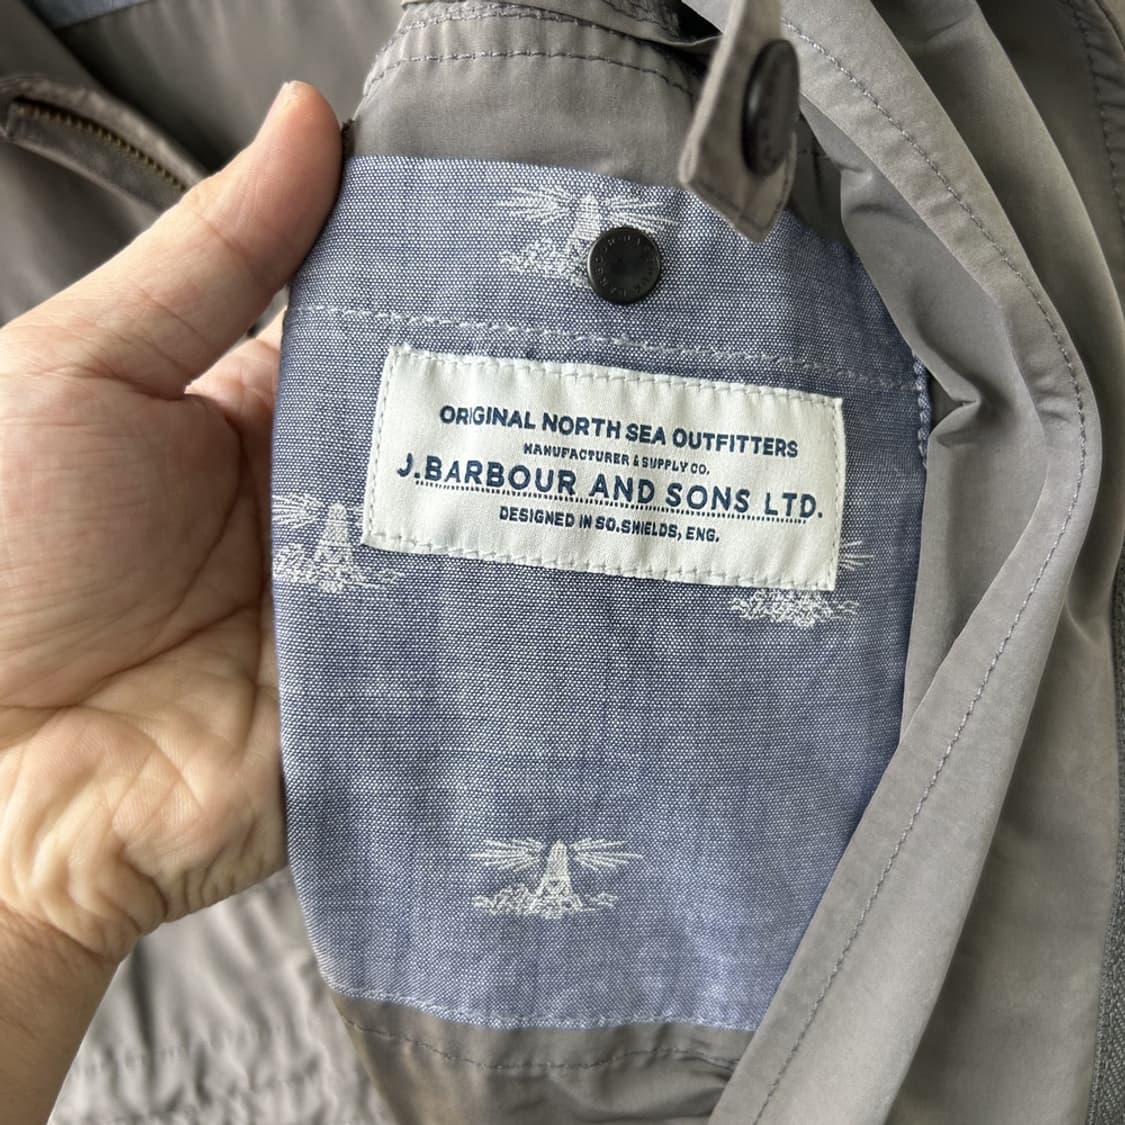 ORIGINAL NORTH SEA OUTFITTERS
MANUFACTURER & SUPPLY CO.
J.BARBOUR AND SONS LTD.
DESIGNED IN SO.SHIELDS, ENG.